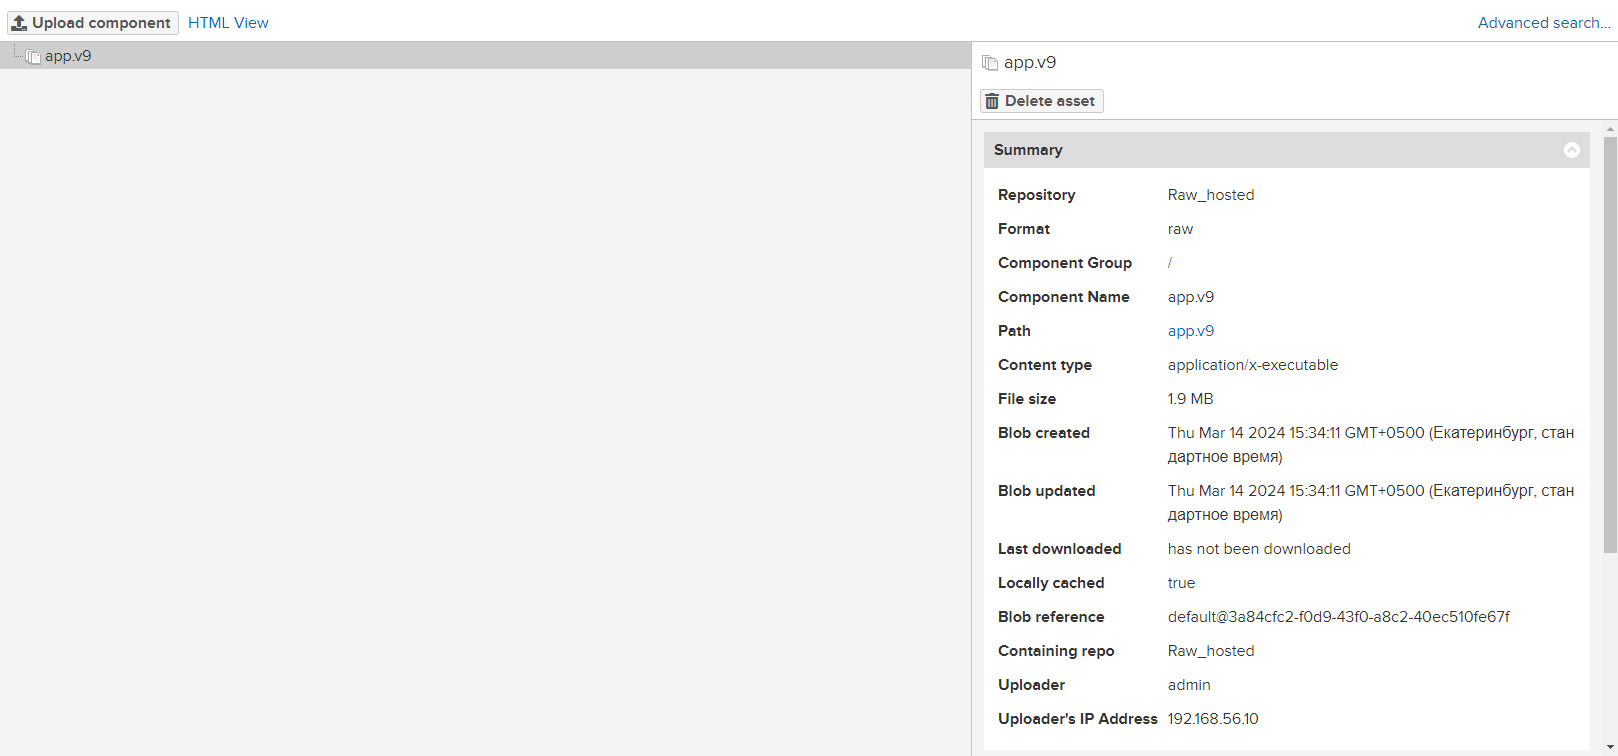 Upload component HTML View Advanced search...
app.v9
app.v9
Delete asset
Summary
Repository Raw_hosted
Format raw
Component Group /
Component Name app.v9
Path app.v9
Content type application/x-executable
File size 1.9 MB
Blob created Thu Mar 14 2024 15:34:11 GMT+0500 (Екатеринбург, стан
дартное время)
Blob updated Thu Mar 14 2024 15:34:11 GMT+0500 (Екатеринбург, стан
дартное время)
Last downloaded has not been downloaded
Locally cached true
Blob reference default@3a84cfc2-f0d9-43f0-a8c2-40ec510fe67f
Containing repo Raw_hosted
Uploader admin
Uploader's IP Address 192.168.56.10